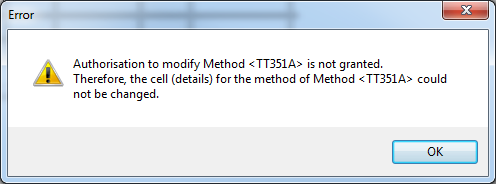 Error
Authorisation to modify Method <TT351A> is not granted.
Therefore, the cell (details) for the method of Method <TT351A> could
not be changed.
OK